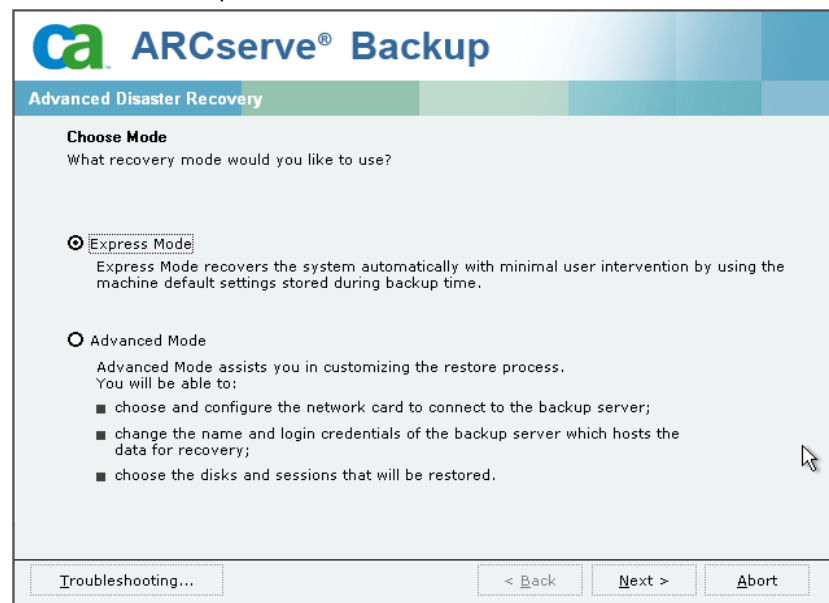 ca ARCserve® Backup
Advanced Disaster Recovery
Choose Mode
What recovery mode would you like to use?
Express Mode
Express Mode recovers the system automatically with minimal user intervention by using the
machine default settings stored during backup time.
Advanced Mode
Advanced Mode assists you in customizing the restore process.
You will be able to:
■ choose and configure the network card to connect to the backup server;
■ change the name and login credentials of the backup server which hosts the
data for recovery;
■ choose the disks and sessions that will be restored.
Troubleshooting... < Back Next > Abort